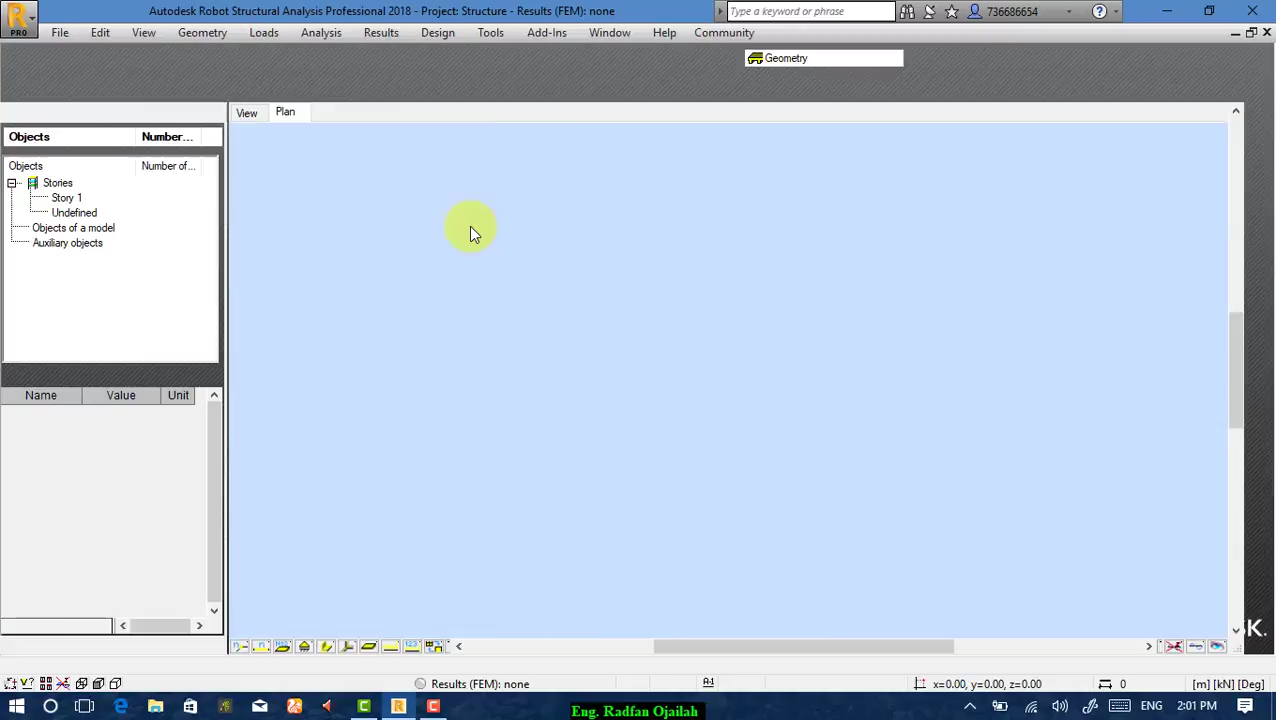 PRO
Autodesk Robot Structural Analysis Professional 2018 - Project: Structure - Results (FEM): none
Type a keyword or phrase
736686654
File Edit View Geometry Loads Analysis Results Tools Design Add-Ins Window Help Community
Geometry
View Plan
Objects Number...
Objects Number of...
Stories
Story 1
Undefined
Objects of a model
Auxiliary objects
Name Value Unit
K.
Results (FEM): none
x=0.00, y=0.00, z=0.00
0
[m] [kN] [Deg]
ENG
2:01 PM
Eng. Radfan Ojailah